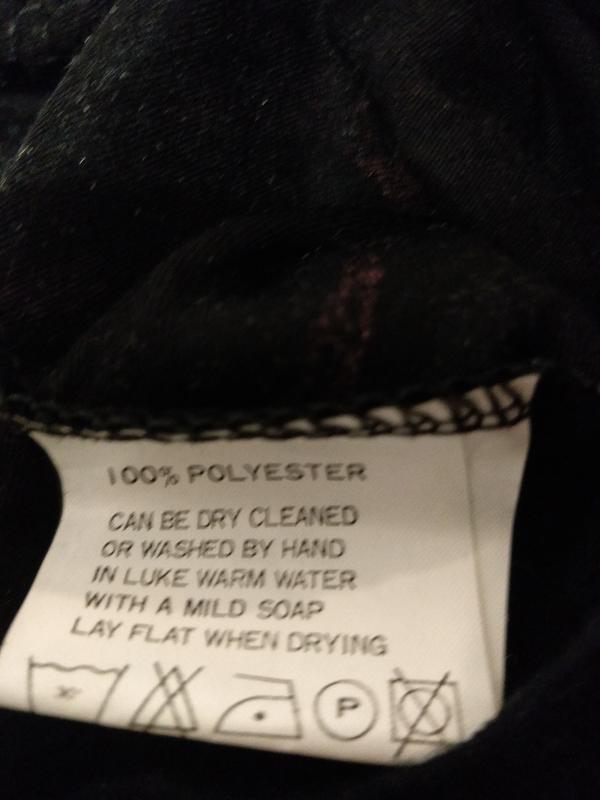 100% POLYESTER
CAN BE DRY CLEANED
OR WASHED BY HAND
IN LUKE WARM WATER
WITH A MILD SOAP
LAY FLAT WHEN DRYING
30°
P